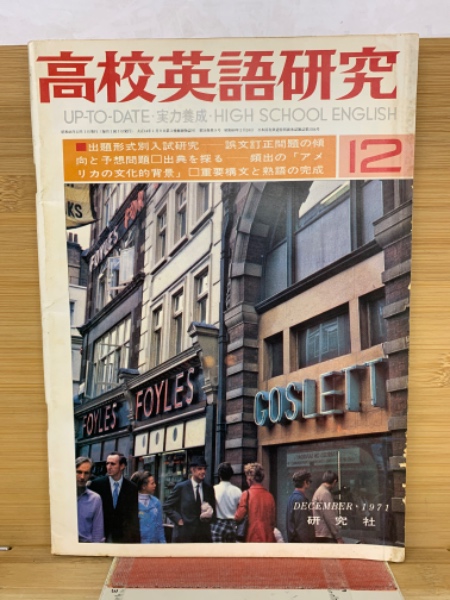 高校英語研究
UP-TO-DATE・実力養成・HIGH SCHOOL ENGLISH
■出題形式別入試研究――誤文訂正問題の傾
向と予想問題□出典を探る――頻出の「アメ
リカの文化的背景」□重要構文と熟語の完成
12
KS
FOYLES FOR
FOYLES
FOYLES
GOSLETT
DECEMBER・1971
研究社